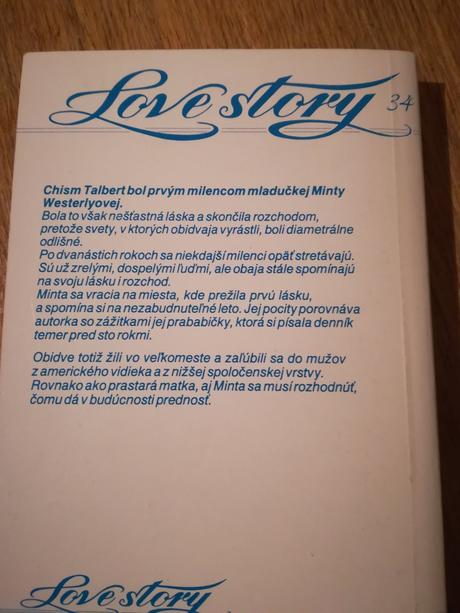 Love story 34
Chism Talbert bol prvým milencom mladučkej Minty
Westerlyovej.
Bola to však nešťastná láska a skončila rozchodom,
pretože svety, v ktorých obidvaja vyrástli, boli diametrálne
odlišné.
Po dvanástich rokoch sa niekdajší milenci opäť stretávajú.
Sú už zrelými, dospelými ľuďmi, ale obaja stále spomínajú
na svoju lásku i rozchod.
Minta sa vracia na miesta, kde prežila prvú lásku,
a spomína si na nezabudnuteľné leto. Jej pocity porovnáva
autorka so zážitkami jej prababičky, ktorá si písala denník
temer pred sto rokmi.
Obidve totiž žili vo veľkomeste a zaľúbili sa do mužov
z amerického vidieka a z nižšej spoločenskej vrstvy.
Rovnako ako prastará matka, aj Minta sa musí rozhodnúť,
čomu dá v budúcnosti prednosť.
Love story